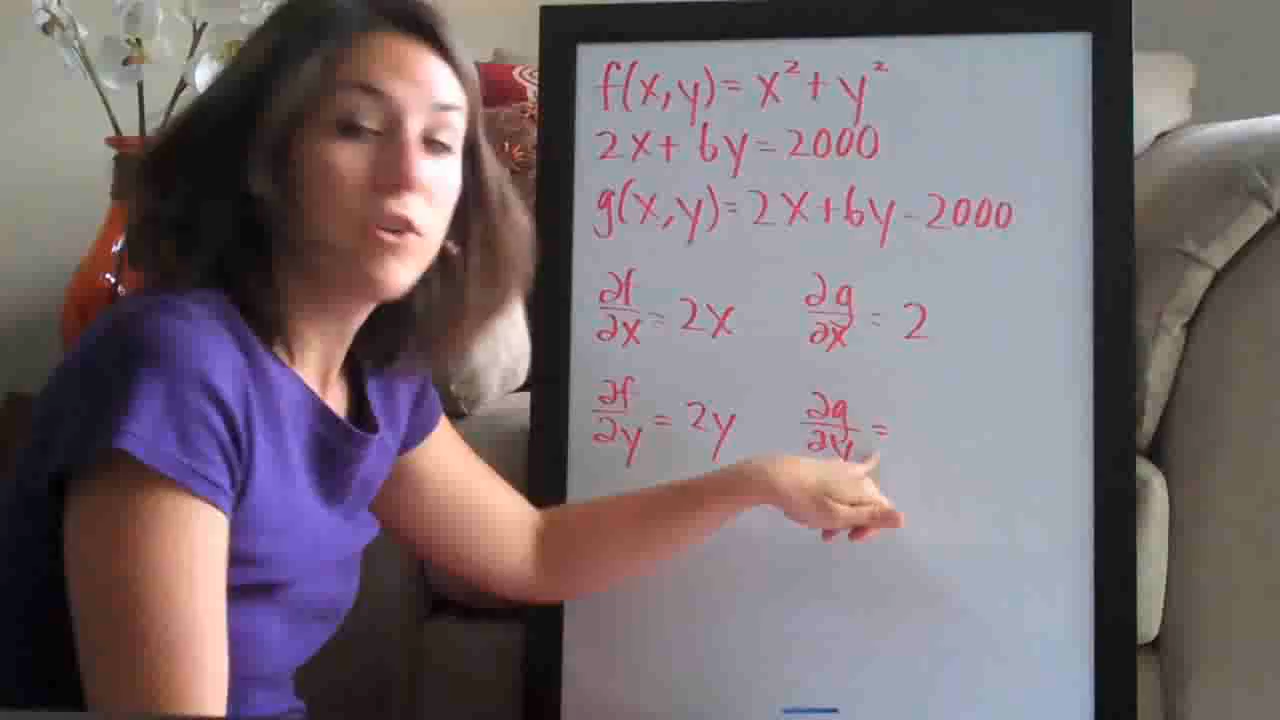 f(x,y)= x²+ y²
2x+ 6y=2000
g(x,y)= 2x+6y-2000
∂f/∂x = 2x ∂g/∂x = 2
∂f/∂y = 2y ∂g/∂y =